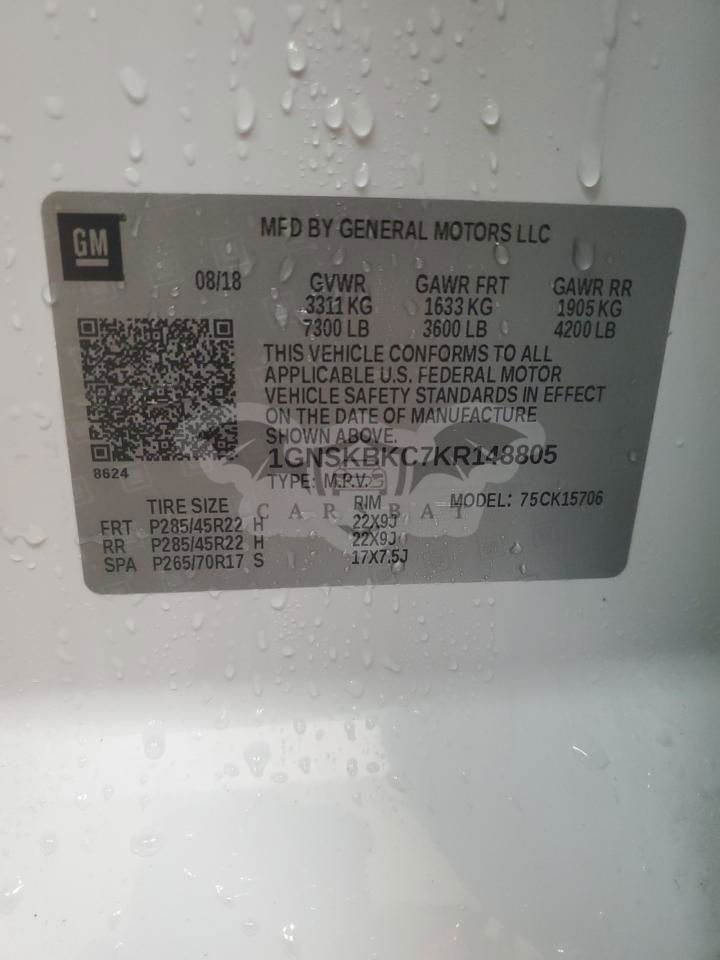 GM
MFD BY GENERAL MOTORS LLC
08/18 GVWR GAWR FRT GAWR RR
3311 KG 1633 KG 1905 KG
7300 LB 3600 LB 4200 LB
THIS VEHICLE CONFORMS TO ALL
APPLICABLE U.S. FEDERAL MOTOR
VEHICLE SAFETY STANDARDS IN EFFECT
ON THE DATE OF MANUFACTURE
SHOWN ABOVE.
1GNSKBKC7KR148805
8624
TYPE: M.P.V.
TIRE SIZE RIM MODEL: 75CK15706
CARSBAT
FRT P285/45R22 H 22X9J
RR P285/45R22 H 22X9J
SPA P265/70R17 S 17X7.5J